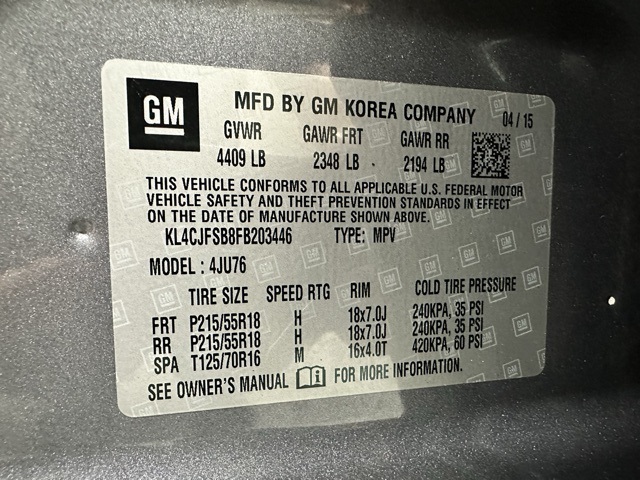 GM MFD BY GM KOREA COMPANY 04 / 15
GVWR GAWR FRT GAWR RR
4409 LB 2348 LB 2194 LB
THIS VEHICLE CONFORMS TO ALL APPLICABLE U.S. FEDERAL MOTOR
VEHICLE SAFETY AND THEFT PREVENTION STANDARDS IN EFFECT
ON THE DATE OF MANUFACTURE SHOWN ABOVE.
KL4CJFSB8FB203446 TYPE: MPV
MODEL : 4JU76
TIRE SIZE SPEED RTG RIM COLD TIRE PRESSURE
FRT P215/55R18 H 18x7.0J 240KPA, 35 PSI
RR P215/55R18 H 18x7.0J 240KPA, 35 PSI
SPA T125/70R16 M 16x4.0T 420KPA, 60 PSI
SEE OWNER'S MANUAL FOR MORE INFORMATION.